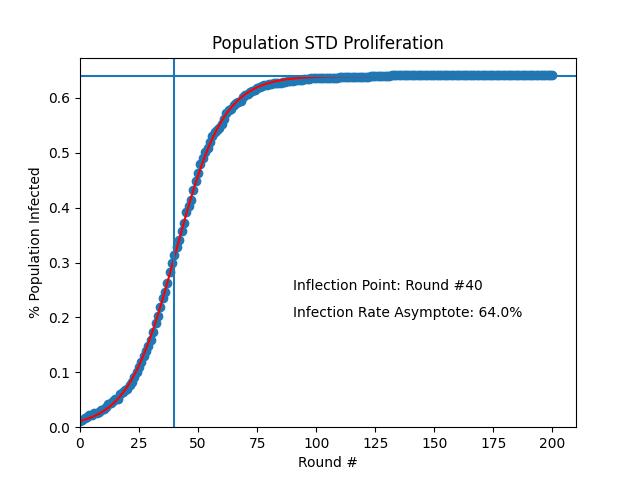 Population STD Proliferation
% Population Infected
0.6
0.5
0.4
0.3
0.2
0.1
0.0
Inflection Point: Round #40
Infection Rate Asymptote: 64.0%
0 25 50 75 100 125 150 175 200
Round #